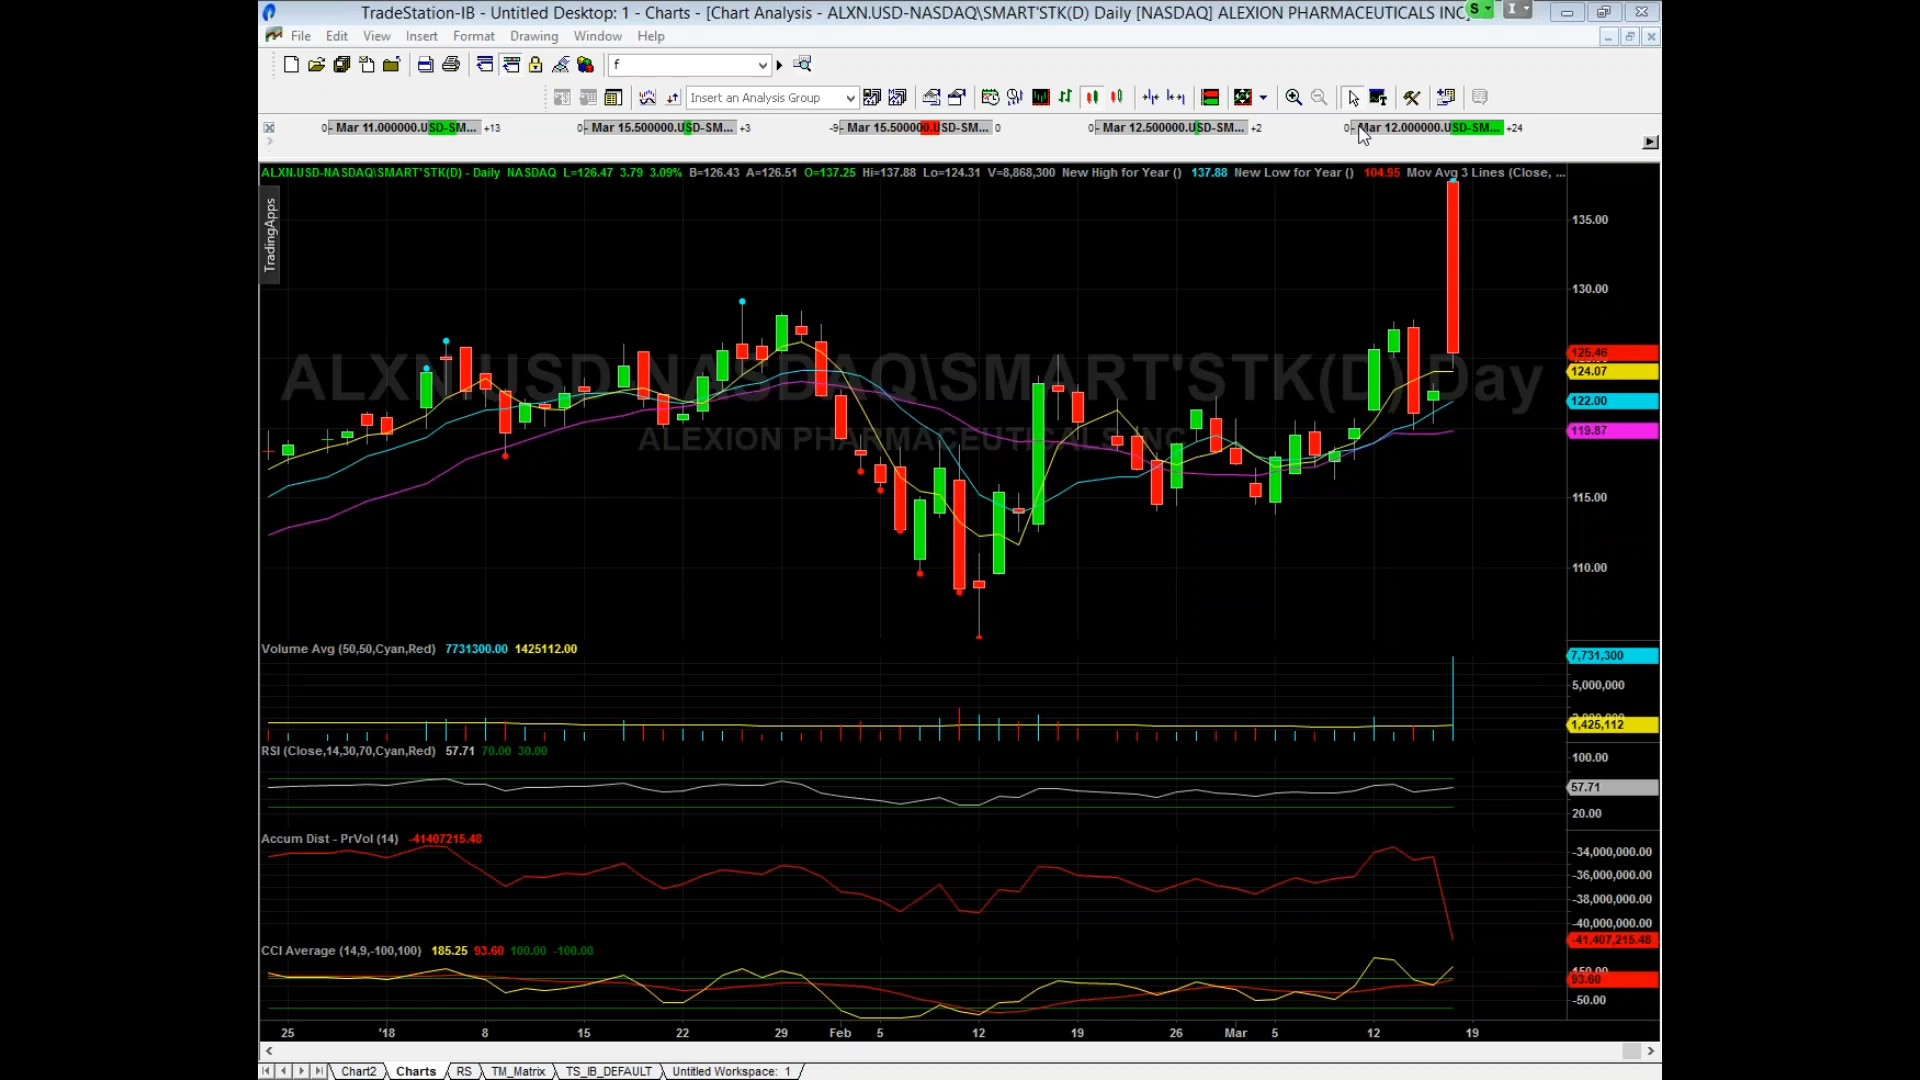 TradeStation-IB - Untitled Desktop: 1 - Charts - [Chart Analysis - ALXN.USD-NASDAQ\SMART'STK(D) Daily [NASDAQ] ALEXION PHARMACEUTICALS INC] S I
File Edit View Insert Format Drawing Window Help
f
Insert an Analysis Group
0 - Mar 11.000000.USD-SM... +13 0 - Mar 15.500000.USD-SM... +3 -9 - Mar 15.500000.USD-SM... 0 0 - Mar 12.500000.USD-SM... +2 0 - Mar 12.000000.USD-SM... +24
ALXN.USD-NASDAQ\SMART'STK(D) - Daily NASDAQ L=126.47 3.79 3.09% B=126.43 A=126.51 O=137.25 Hi=137.88 Lo=124.31 V=8,868,300 New High for Year () 137.88 New Low for Year () 104.95 Mov Avg 3 Lines (Close, ...
TradingApps
135.00
130.00
125.46
124.07
122.00
119.87
115.00
110.00
ALXN.USD-NASDAQ\SMART'STK(D) Day
ALEXION PHARMACEUTICALS INC
Volume Avg (50,50,Cyan,Red) 7731300.00 1425112.00
7,731,300
5,000,000
1,425,112
RSI (Close,14,30,70,Cyan,Red) 57.71 70.00 30.00
100.00
57.71
20.00
Accum Dist - PrVol (14) -41407215.48
-34,000,000.00
-36,000,000.00
-38,000,000.00
-40,000,000.00
-41,407,215.48
CCI Average (14,9,-100,100) 185.25 93.60 100.00 -100.00
93.60
-50.00
25 '18 8 15 22 29 Feb 5 12 19 26 Mar 5 12 19
Chart2 Charts RS TM_Matrix TS_IB_DEFAULT Untitled Workspace: 1